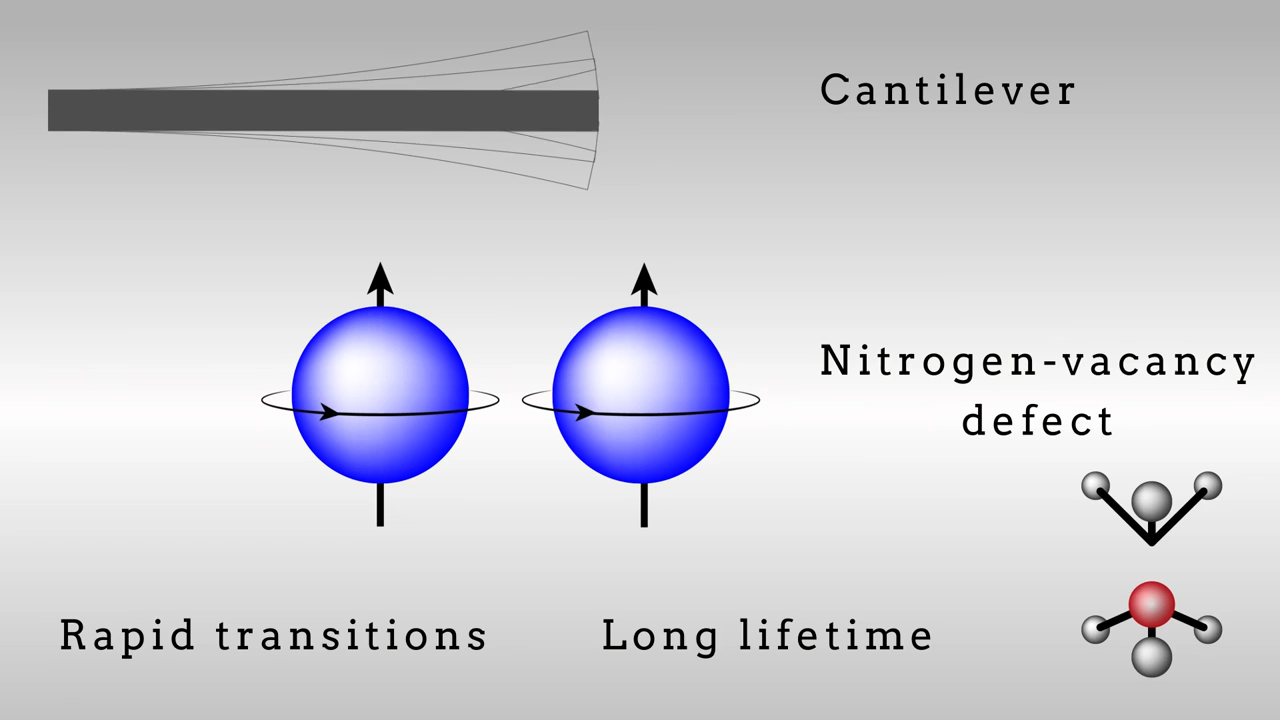 Cantilever
Nitrogen-vacancy
defect
Rapid transitions
Long lifetime